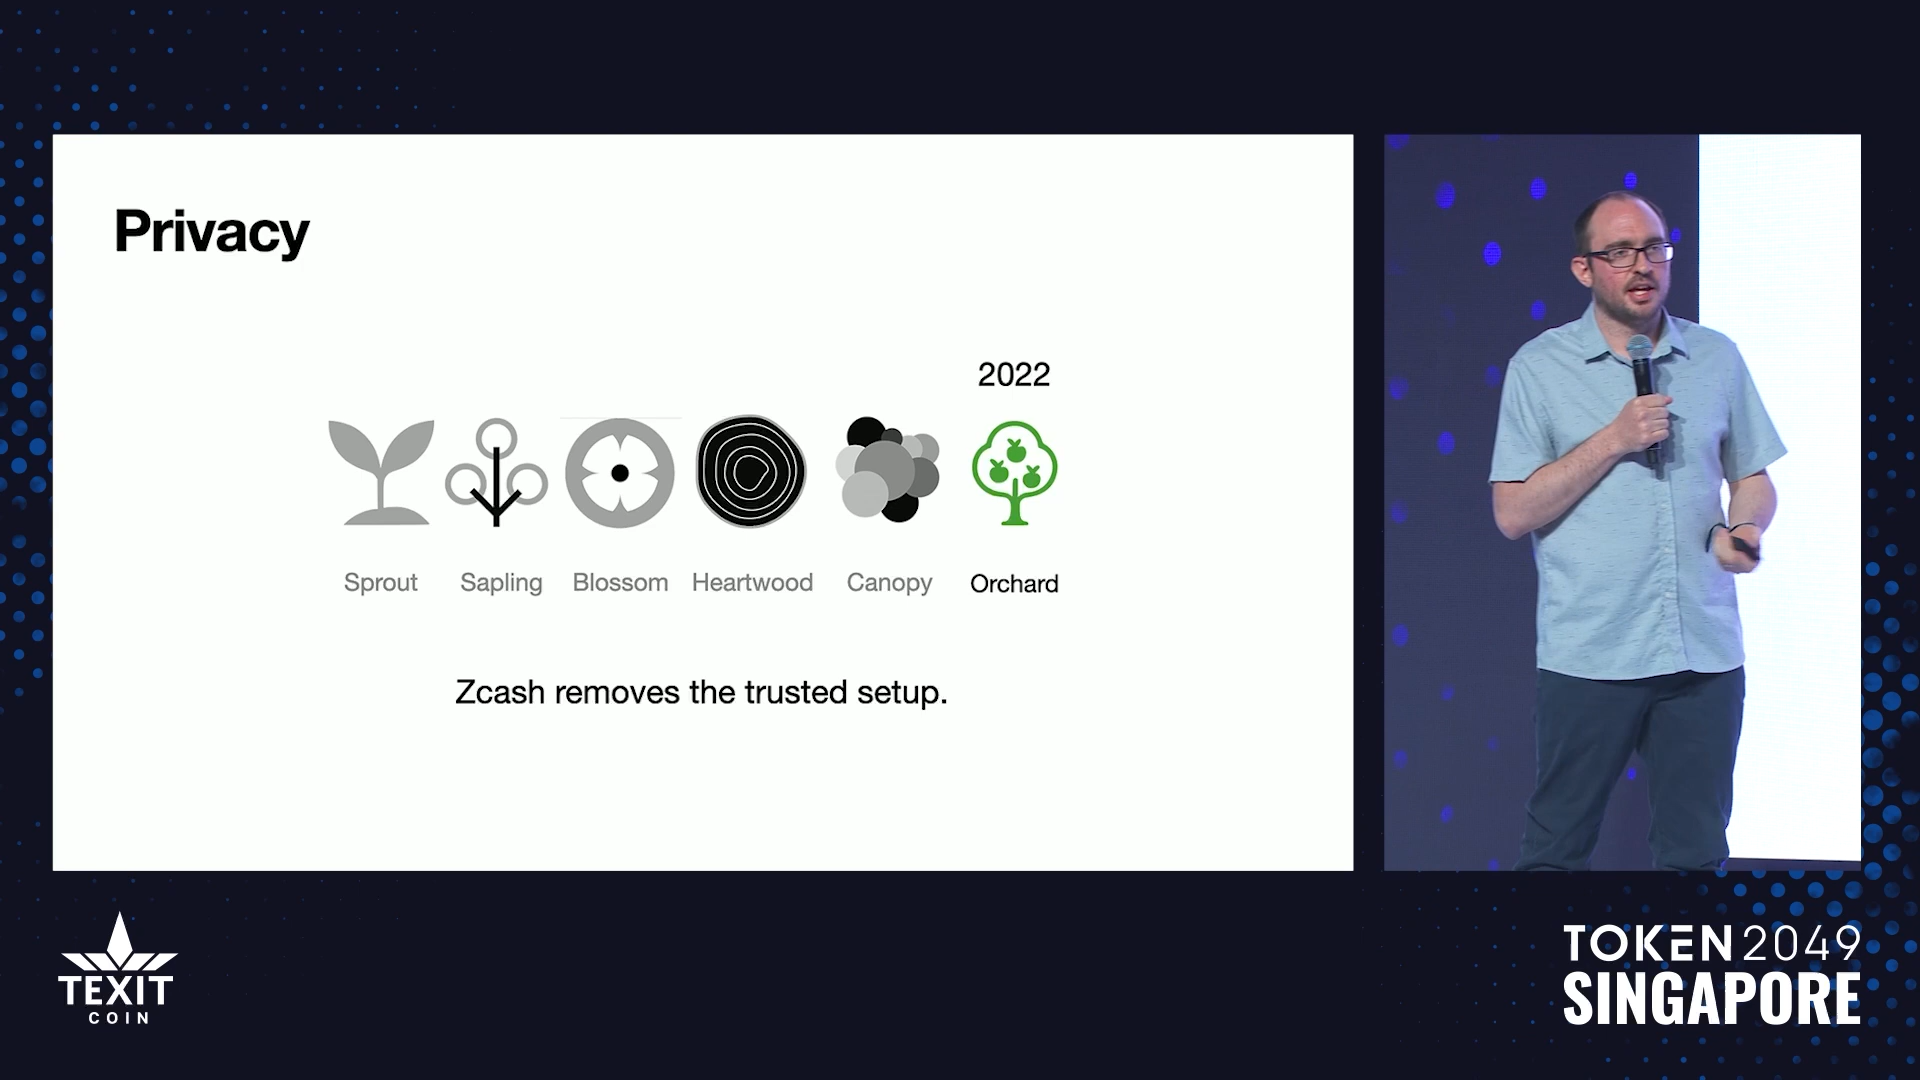 Privacy
2022
Sprout
Sapling
Blossom
Heartwood
Canopy
Orchard
Zcash removes the trusted setup.
TEXIT
COIN
TOKEN2049
SINGAPORE